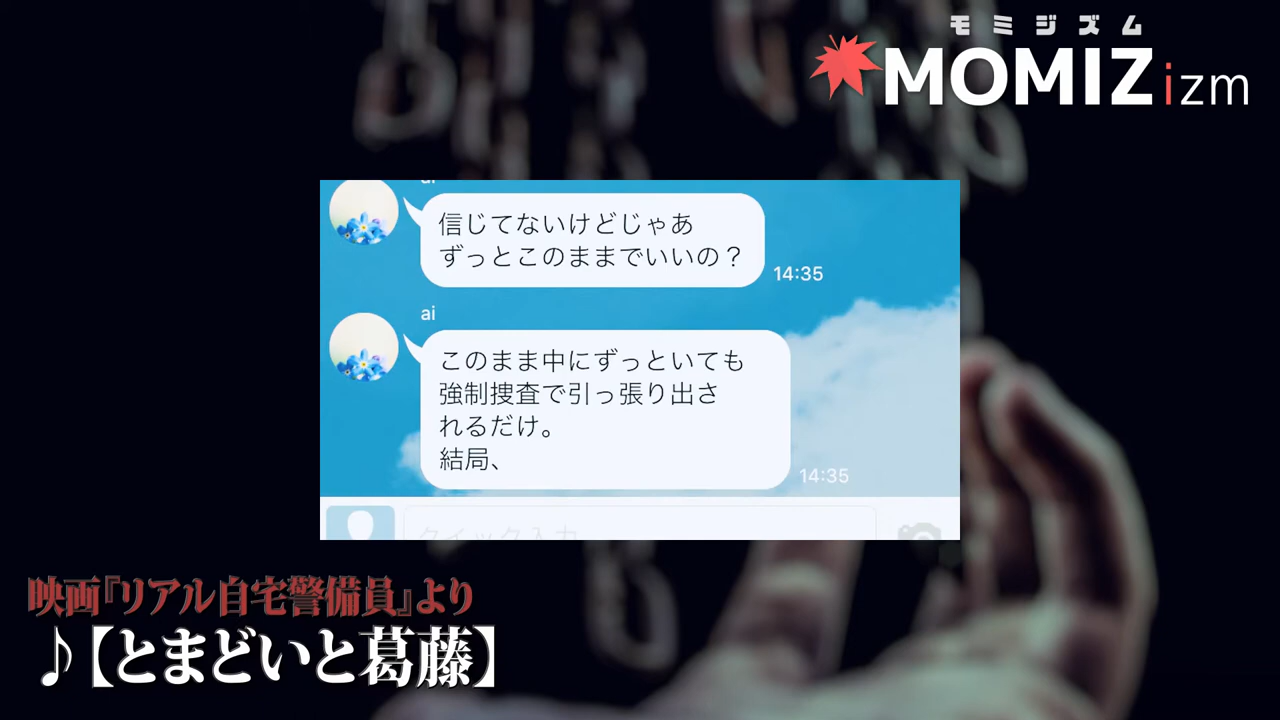 モミジズム
MOMIZizm
信じてないけどじゃあ
ずっとこのままでいいの？
14:35
ai
このまま中にずっといても
強制捜査で引っ張り出さ
れるだけ。
結局、
14:35
映画『リアル自宅警備員』より
♪【とまどいと葛藤】